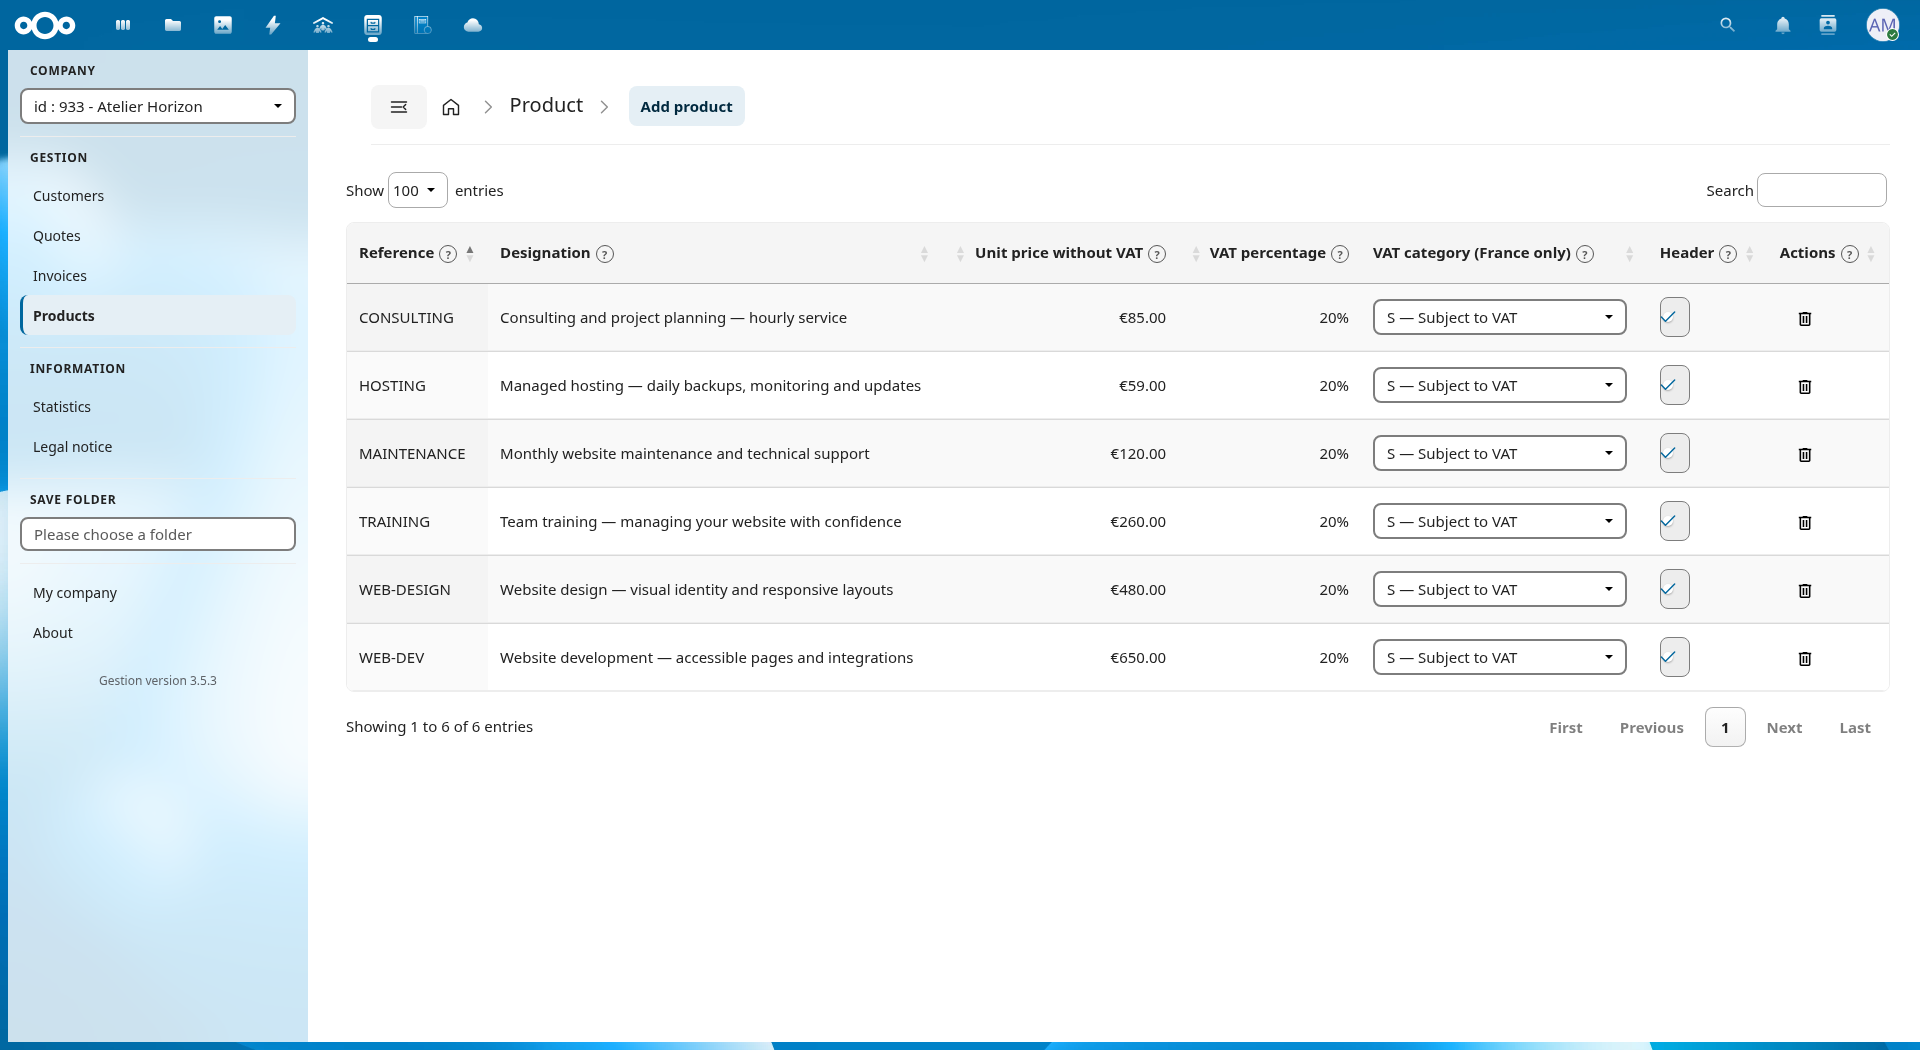 AM
COMPANY
id : 933 - Atelier Horizon
GESTION
Customers
Quotes
Invoices
Products
INFORMATION
Statistics
Legal notice
SAVE FOLDER
Please choose a folder
My company
About
Gestion version 3.5.3
Product
Add product
Show 100 entries
Search
Reference ? Designation ? Unit price without VAT ? VAT percentage ? VAT category (France only) ? Header ? Actions ?
CONSULTING Consulting and project planning — hourly service €85.00 20% S — Subject to VAT
HOSTING Managed hosting — daily backups, monitoring and updates €59.00 20% S — Subject to VAT
MAINTENANCE Monthly website maintenance and technical support €120.00 20% S — Subject to VAT
TRAINING Team training — managing your website with confidence €260.00 20% S — Subject to VAT
WEB-DESIGN Website design — visual identity and responsive layouts €480.00 20% S — Subject to VAT
WEB-DEV Website development — accessible pages and integrations €650.00 20% S — Subject to VAT
Showing 1 to 6 of 6 entries
First Previous 1 Next Last